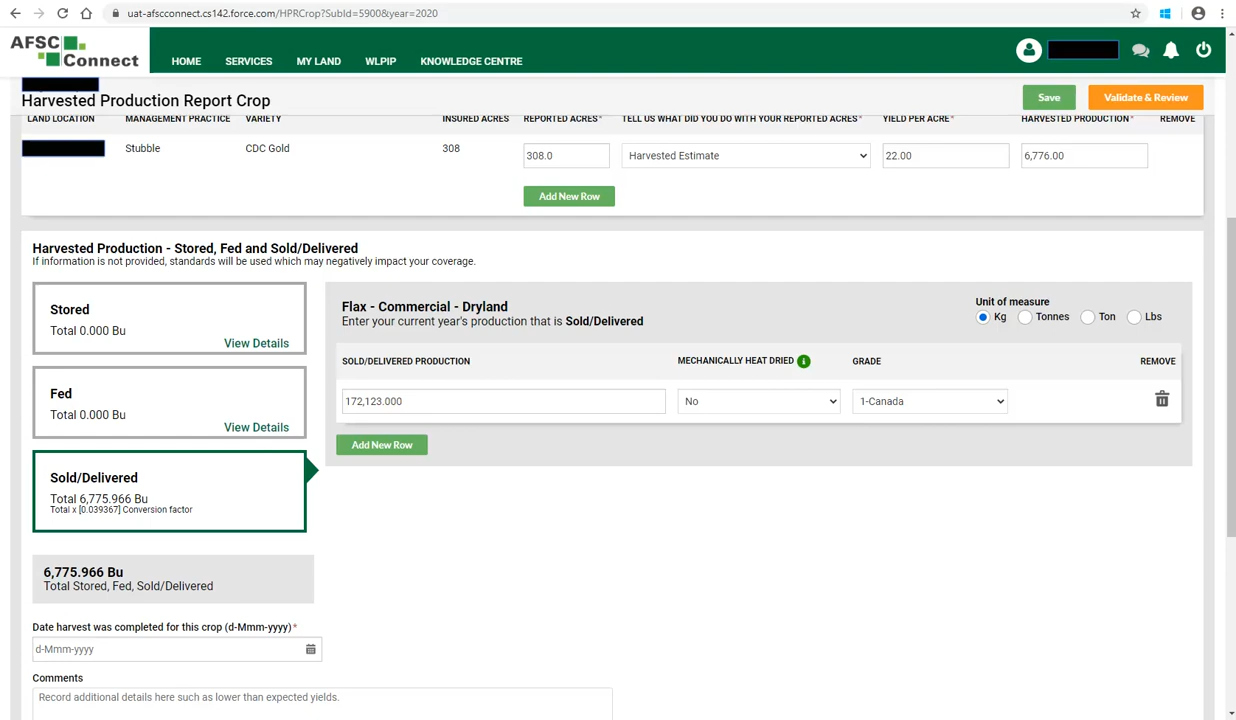 uat-afscconnect.cs142.force.com/HPRCrop?SubId=5900&year=2020
AFSC Connect
HOME SERVICES MY LAND WLPIP KNOWLEDGE CENTRE
Harvested Production Report Crop
Save Validate & Review
LAND LOCATION MANAGEMENT PRACTICE VARIETY INSURED ACRES REPORTED ACRES* TELL US WHAT DID YOU DO WITH YOUR REPORTED ACRES* YIELD PER ACRE* HARVESTED PRODUCTION* REMOVE
Stubble CDC Gold 308 308.0 Harvested Estimate 22.00 6,776.00
Add New Row
Harvested Production - Stored, Fed and Sold/Delivered
If information is not provided, standards will be used which may negatively impact your coverage.
Stored
Total 0.000 Bu
View Details
Fed
Total 0.000 Bu
View Details
Sold/Delivered
Total 6,775.966 Bu
Total x [0.039367] Conversion factor
6,775.966 Bu
Total Stored, Fed, Sold/Delivered
Flax - Commercial - Dryland
Enter your current year's production that is Sold/Delivered
Unit of measure
Kg Tonnes Ton Lbs
SOLD/DELIVERED PRODUCTION MECHANICALLY HEAT DRIED i GRADE REMOVE
172,123.000 No 1-Canada
Add New Row
Date harvest was completed for this crop (d-Mmm-yyyy)*
d-Mmm-yyyy
Comments
Record additional details here such as lower than expected yields.